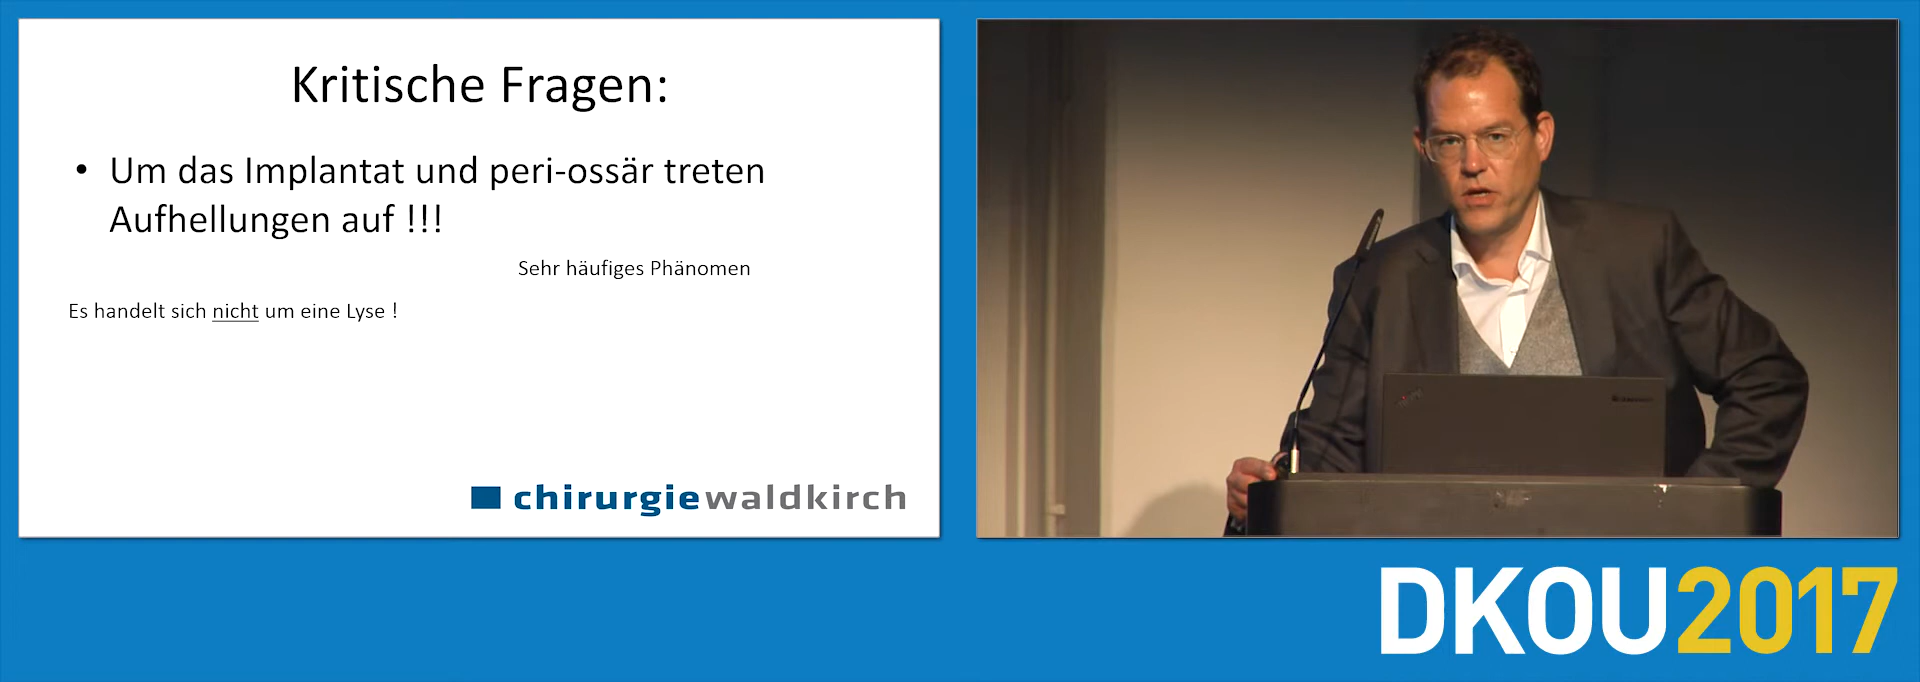 Kritische Fragen:
• Um das Implantat und peri-ossär treten
Aufhellungen auf !!!
Sehr häufiges Phänomen
Es handelt sich nicht um eine Lyse !
chirurgiewaldkirch
DKOU2017